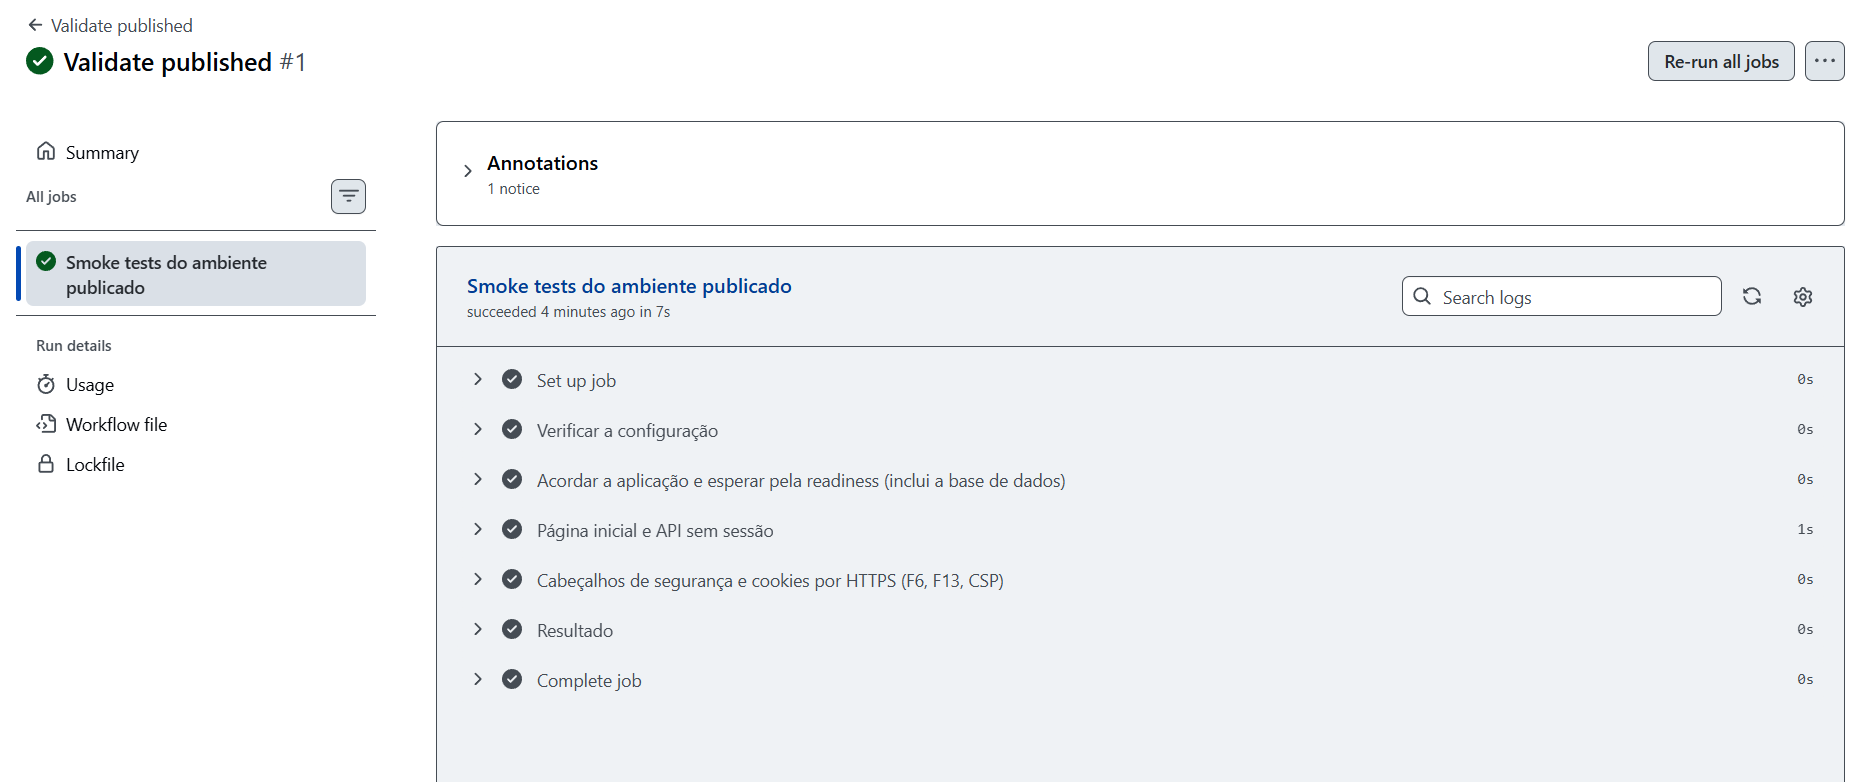 Validate published
Validate published #1
Re-run all jobs
Summary
All jobs
Smoke tests do ambiente
publicado
Run details
Usage
Workflow file
Lockfile
Annotations
1 notice
Smoke tests do ambiente publicado
succeeded 4 minutes ago in 7s
Search logs
Set up job 0s
Verificar a configuração 0s
Acordar a aplicação e esperar pela readiness (inclui a base de dados) 0s
Página inicial e API sem sessão 1s
Cabeçalhos de segurança e cookies por HTTPS (F6, F13, CSP) 0s
Resultado 0s
Complete job 0s